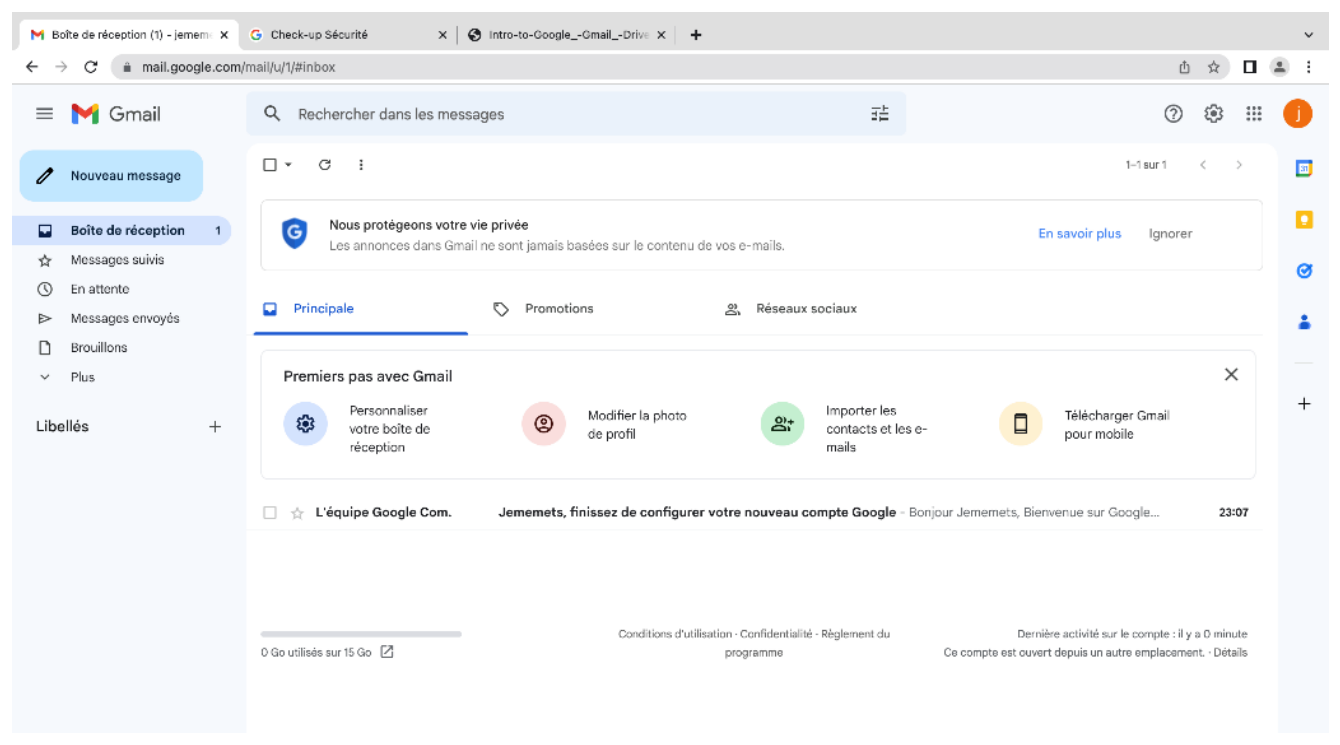 Boîte de réception (1) - jemem
Check-up Sécurité
Intro-to-Google_-Gmail_-Drive
mail.google.com/mail/u/1/#inbox
Gmail
Rechercher dans les messages
j
Nouveau message
1–1 sur 1
31
Boîte de réception 1
Messages suivis
En attente
Messages envoyés
Brouillons
Plus
Libellés
G
Nous protégeons votre vie privée
Les annonces dans Gmail ne sont jamais basées sur le contenu de vos e-mails.
En savoir plus
Ignorer
Principale
Promotions
Réseaux sociaux
Premiers pas avec Gmail
Personnaliser
votre boîte de
réception
Modifier la photo
de profil
Importer les
contacts et les e-
mails
Télécharger Gmail
pour mobile
L'équipe Google Com. Jememets, finissez de configurer votre nouveau compte Google - Bonjour Jememets, Bienvenue sur Google... 23:07
0 Go utilisés sur 15 Go
Conditions d'utilisation · Confidentialité · Règlement du
programme
Dernière activité sur le compte : il y a 0 minute
Ce compte est ouvert depuis un autre emplacement. · Détails